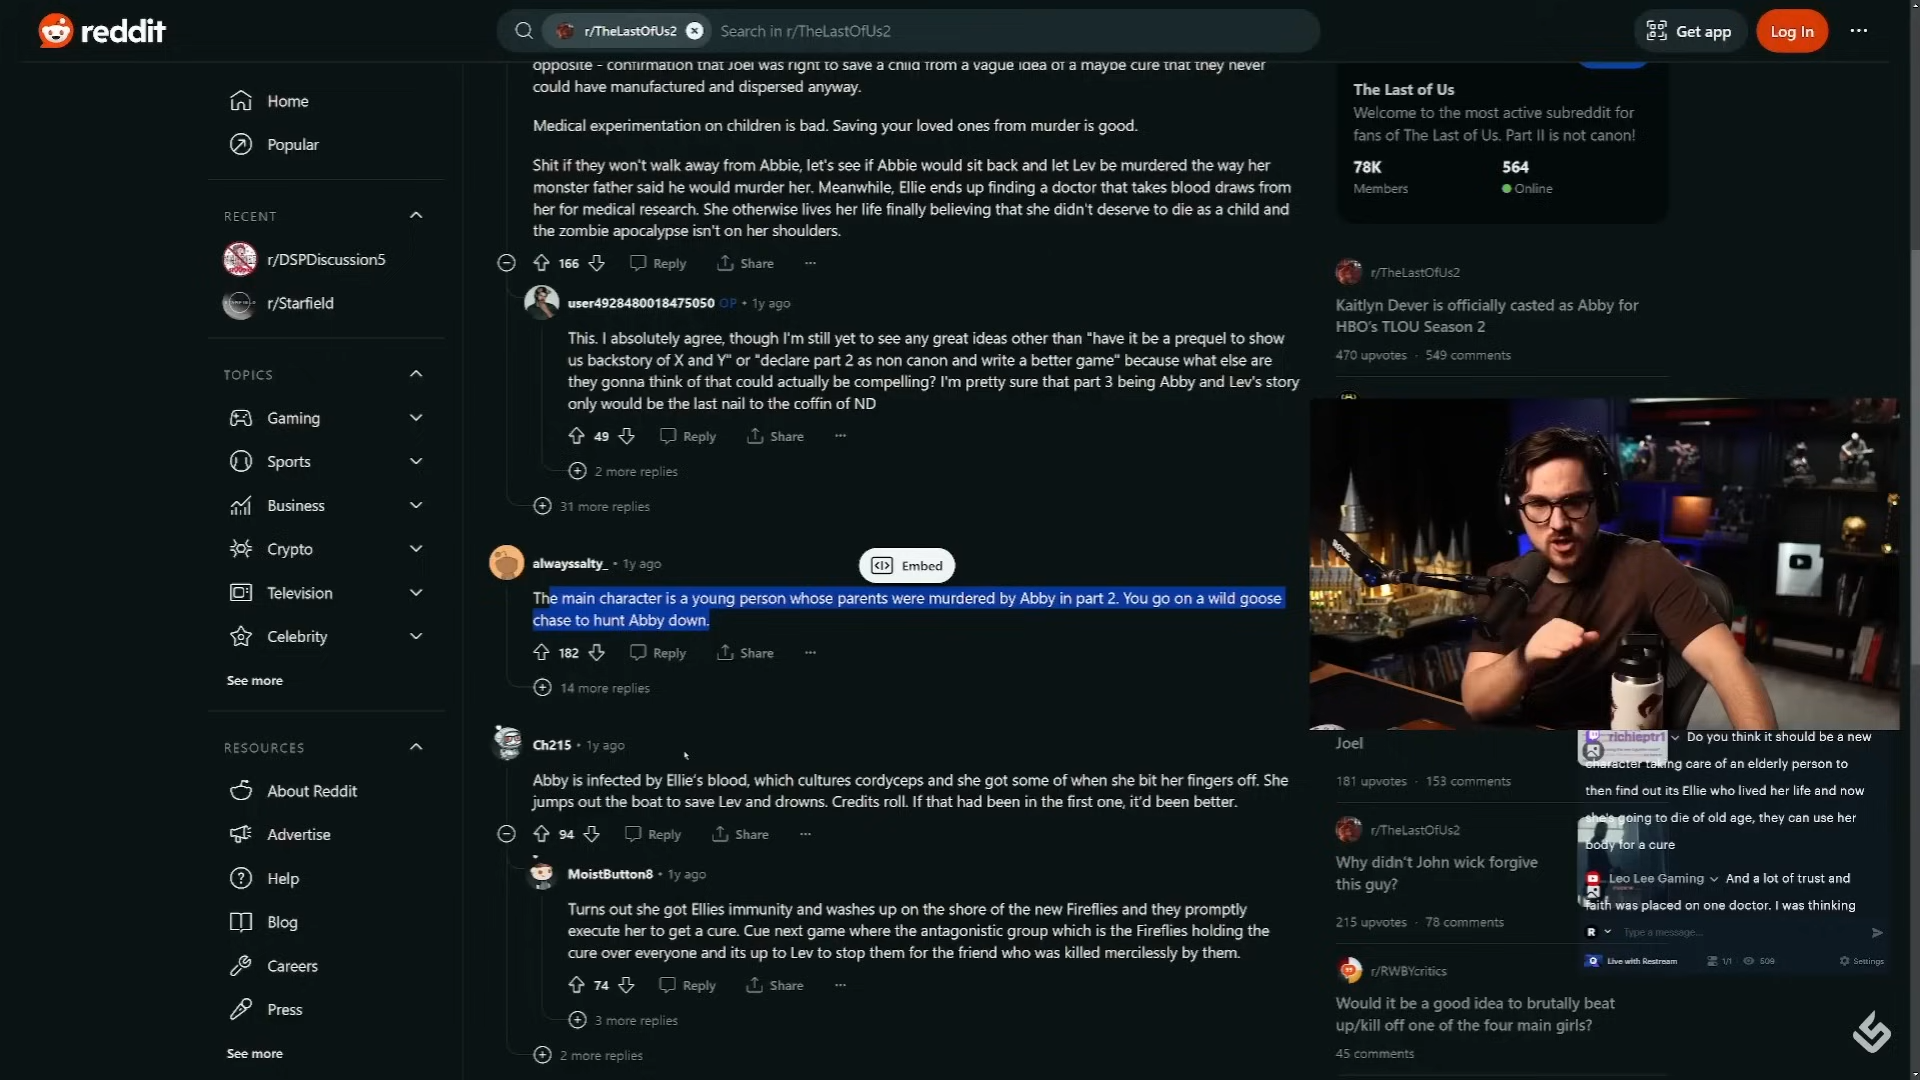 reddit
r/TheLastOfUs2
Search in r/TheLastOfUs2
Get app
Log In
Home
Popular
RECENT
r/DSPDiscussion5
r/Starfield
TOPICS
Gaming
Sports
Business
Crypto
Television
Celebrity
See more
RESOURCES
About Reddit
Advertise
Help
Blog
Careers
Press
See more
opposite - confirmation that Joel was right to save a child from a vague idea of a maybe cure that they never
could have manufactured and dispersed anyway.
Medical experimentation on children is bad. Saving your loved ones from murder is good.
Shit if they won't walk away from Abbie, let's see if Abbie would sit back and let Lev be murdered the way her
monster father said he would murder her. Meanwhile, Ellie ends up finding a doctor that takes blood draws from
her for medical research. She otherwise lives her life finally believing that she didn't deserve to die as a child and
the zombie apocalypse isn't on her shoulders.
166
Reply
Share
user4928480018475050 OP • 1y ago
This. I absolutely agree, though I'm still yet to see any great ideas other than "have it be a prequel to show
us backstory of X and Y" or "declare part 2 as non canon and write a better game" because what else are
they gonna think of that could actually be compelling? I'm pretty sure that part 3 being Abby and Lev's story
only would be the last nail to the coffin of ND
49
Reply
Share
2 more replies
31 more replies
alwayssalty_ • 1y ago
Embed
The main character is a young person whose parents were murdered by Abby in part 2. You go on a wild goose
chase to hunt Abby down.
182
Reply
Share
14 more replies
Ch215 • 1y ago
Abby is infected by Ellie's blood, which cultures cordyceps and she got some of when she bit her fingers off. She
jumps out the boat to save Lev and drowns. Credits roll. If that had been in the first one, it'd been better.
94
Reply
Share
MoistButton8 • 1y ago
Turns out she got Ellies immunity and washes up on the shore of the new Fireflies and they promptly
execute her to get a cure. Cue next game where the antagonistic group which is the Fireflies holding the
cure over everyone and its up to Lev to stop them for the friend who was killed mercilessly by them.
74
Reply
Share
3 more replies
2 more replies
The Last of Us
Welcome to the most active subreddit for
fans of The Last of Us. Part II is not canon!
78K
564
Members
Online
r/TheLastOfUs2
Kaitlyn Dever is officially casted as Abby for
HBO's TLOU Season 2
470 upvotes · 549 comments
Joel
181 upvotes · 153 comments
r/TheLastOfUs2
Why didn't John wick forgive
this guy?
215 upvotes · 78 comments
r/RWBYcritics
Would it be a good idea to brutally beat
up/kill off one of the four main girls?
45 comments
richieptr1 Do you think it should be a new
character taking care of an elderly person to
then find out its Ellie who lived her life and now
she's going to die of old age, they can use her
body for a cure
Leo Lee Gaming And a lot of trust and
faith was placed on one doctor. I was thinking
R
Type a message...
Live with Restream
1/1
509
Settings